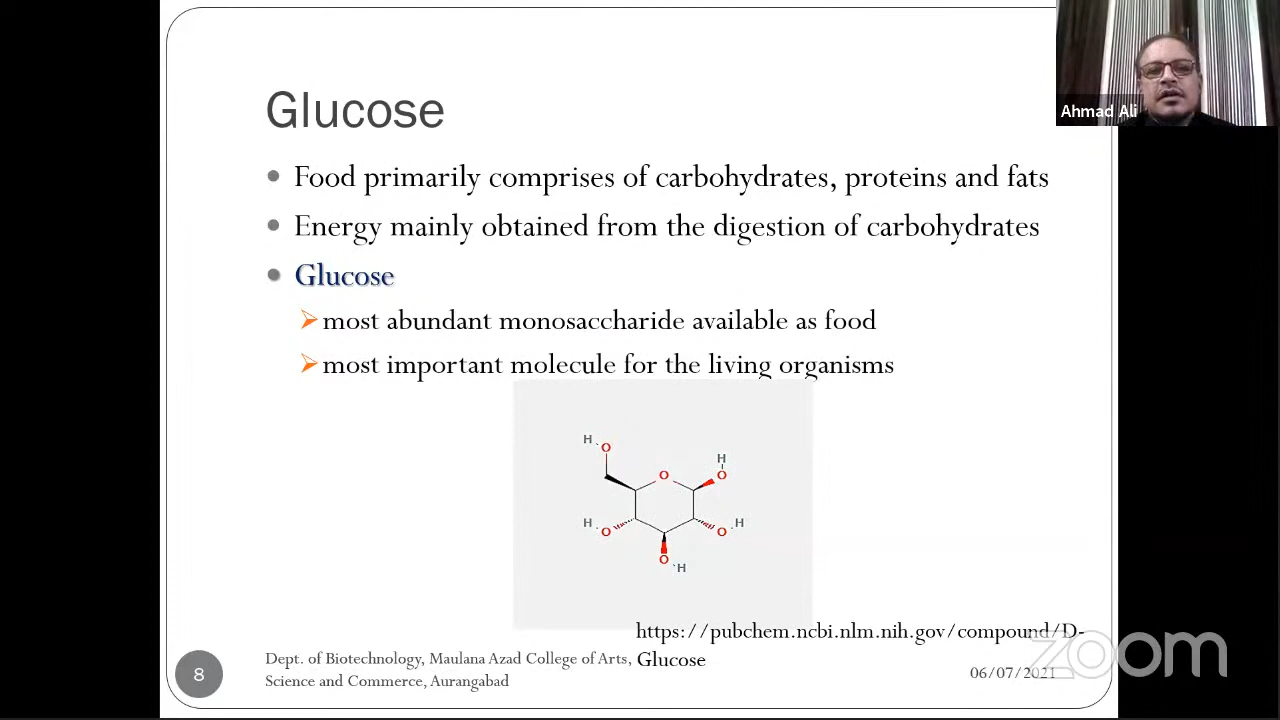 Ahmad Ali
Glucose
Food primarily comprises of carbohydrates, proteins and fats
Energy mainly obtained from the digestion of carbohydrates
Glucose
most abundant monosaccharide available as food
most important molecule for the living organisms
H
O
O
H
O
H
O
O
H
O
H
https://pubchem.ncbi.nlm.nih.gov/compound/D-
Glucose
8
Dept. of Biotechnology, Maulana Azad College of Arts,
Science and Commerce, Aurangabad
06/07/2021
zoom